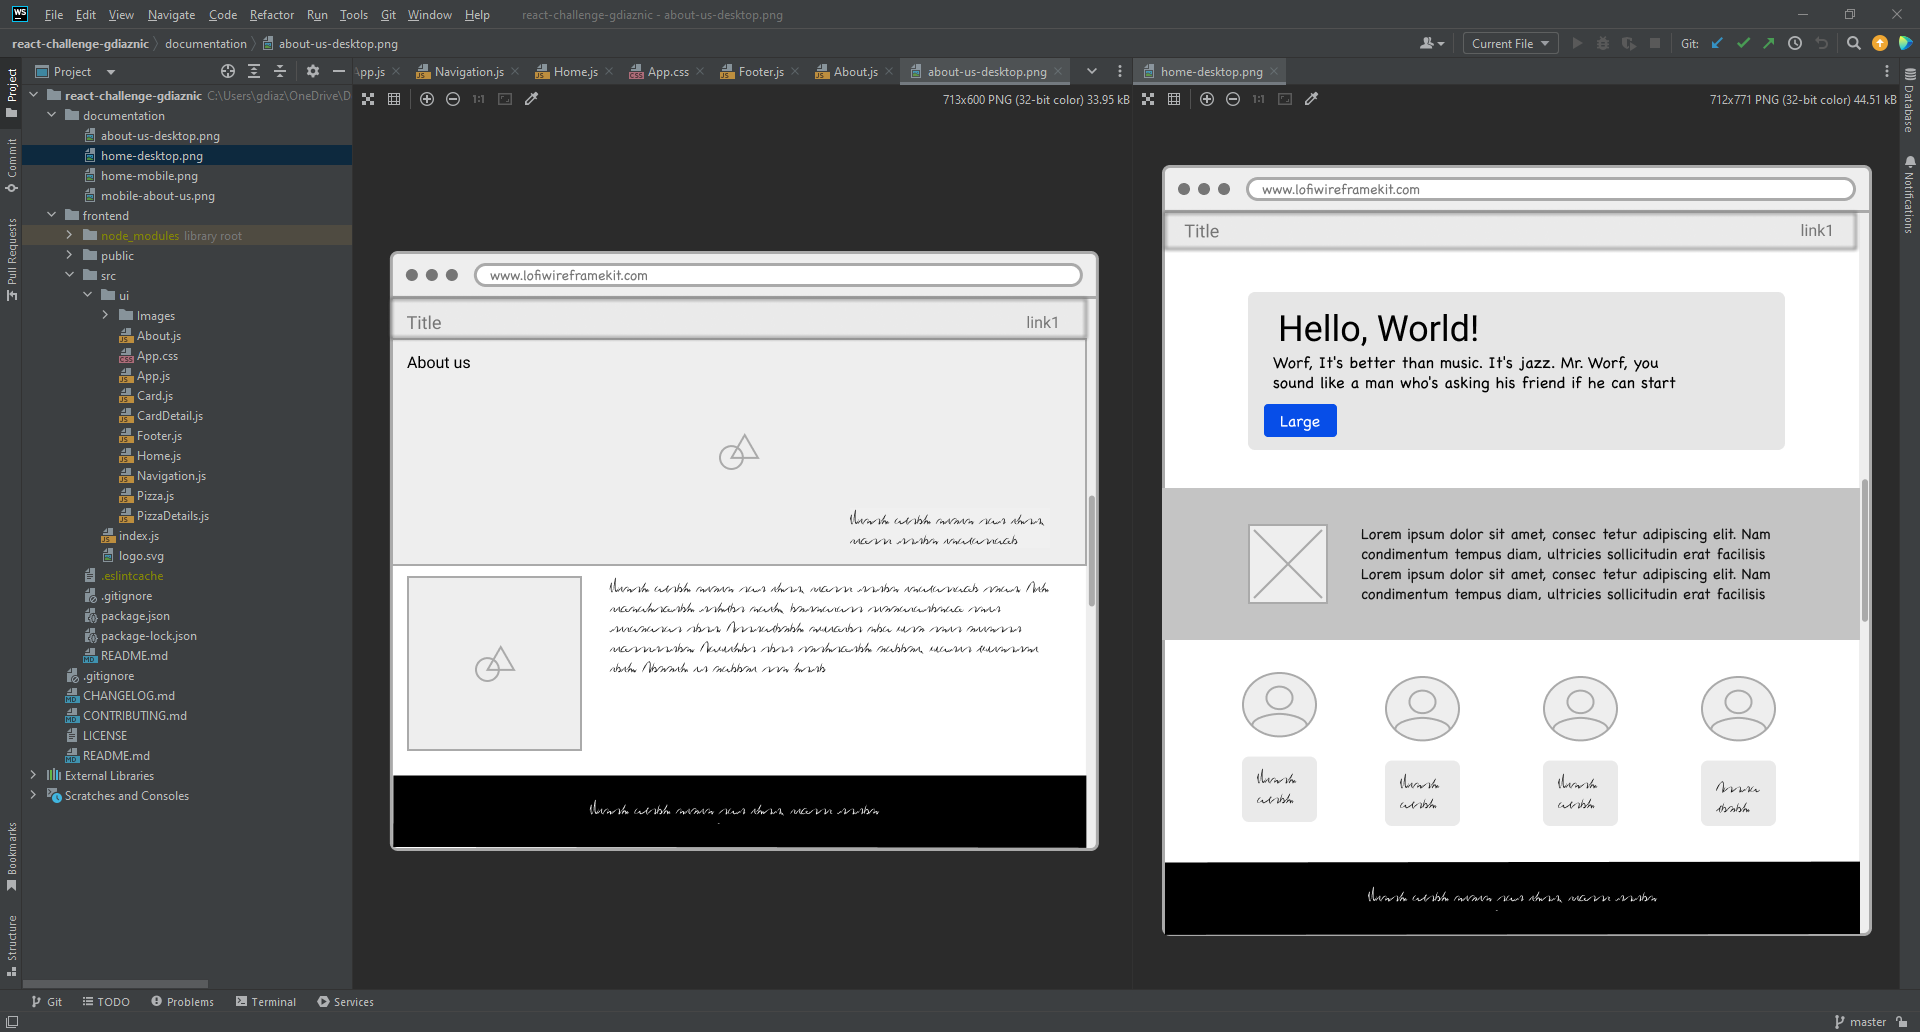 File Edit View Navigate Code Refactor Run Tools Git Window Help react-challenge-gdiaznic - about-us-desktop.png
react-challenge-gdiaznic documentation about-us-desktop.png Current File Git:
Project
Commit
Pull Requests
Bookmarks
Structure
Project
react-challenge-gdiaznic C:\Users\gdiaz\OneDrive\D
documentation
about-us-desktop.png
home-desktop.png
home-mobile.png
mobile-about-us.png
frontend
node_modules library root
public
src
ui
Images
About.js
App.css
App.js
Card.js
CardDetail.js
Footer.js
Home.js
Navigation.js
Pizza.js
PizzaDetails.js
index.js
logo.svg
.eslintcache
.gitignore
package.json
package-lock.json
README.md
.gitignore
CHANGELOG.md
CONTRIBUTING.md
LICENSE
README.md
External Libraries
Scratches and Consoles
App.js Navigation.js Home.js App.css Footer.js About.js about-us-desktop.png
1:1 713x600 PNG (32-bit color) 33.95 kB
www.lofiwireframekit.com
Title link1
About us
home-desktop.png
1:1 712x771 PNG (32-bit color) 44.51 kB
www.lofiwireframekit.com
Title link1
Hello, World!
Worf, It's better than music. It's jazz. Mr. Worf, you
sound like a man who's asking his friend if he can start
Large
Lorem ipsum dolor sit amet, consec tetur adipiscing elit. Nam
condimentum tempus diam, ultricies sollicitudin erat facilisis
Lorem ipsum dolor sit amet, consec tetur adipiscing elit. Nam
condimentum tempus diam, ultricies sollicitudin erat facilisis
Database
Notifications
Git TODO Problems Terminal Services
master